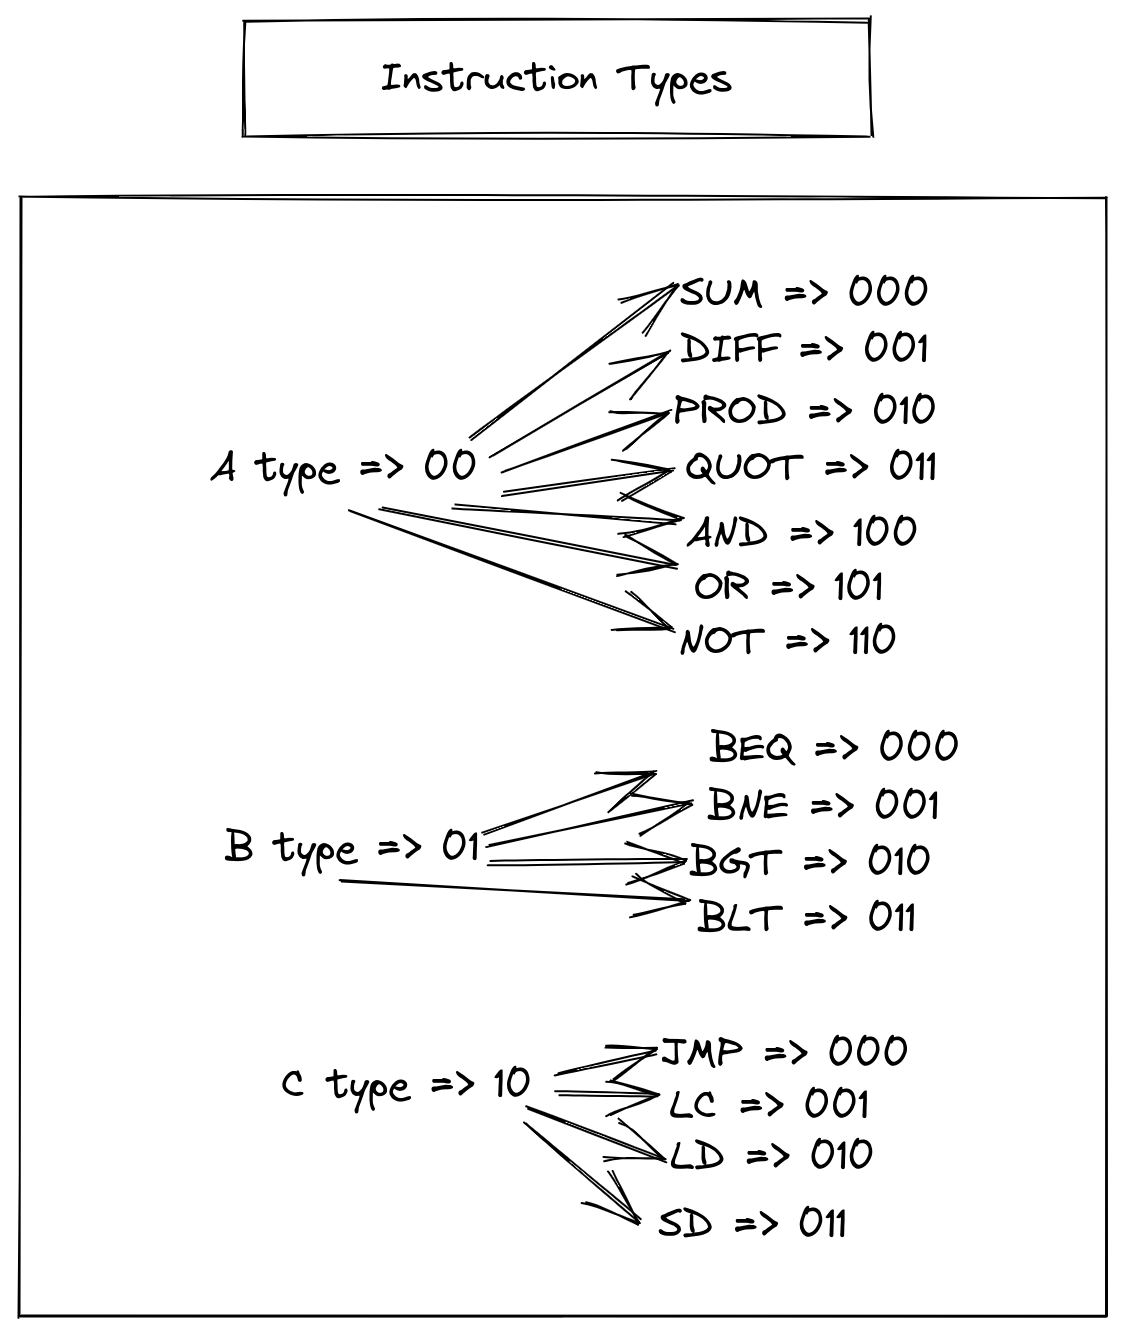 Instruction Types
SUM => 000
DIFF => 001
PROD => 010
A type => 00
QUOT => 011
AND => 100
OR => 101
NOT => 110
BEQ => 000
BNE => 001
B type => 01
BGT => 010
BLT => 011
JMP => 000
C type => 10
LC => 001
LD => 010
SD => 011